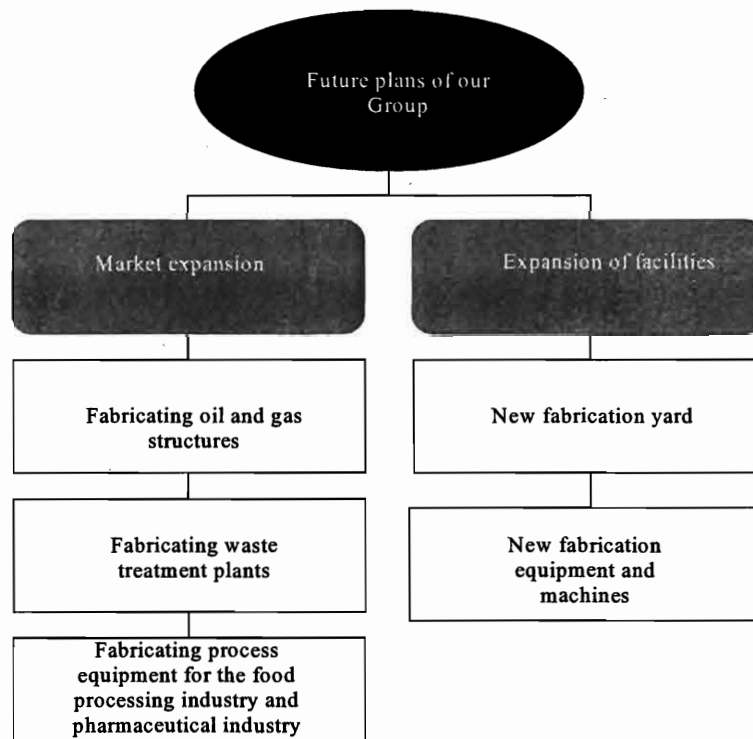 Future plans of our
Group
Market expansion
Expansion of facilities
Fabricating oil and gas
structures
New fabrication yard
Fabricating waste
treatment plants
New fabrication
equipment and
machines
Fabricating process
equipment for the food
processing industry and
pharmaceutical industry